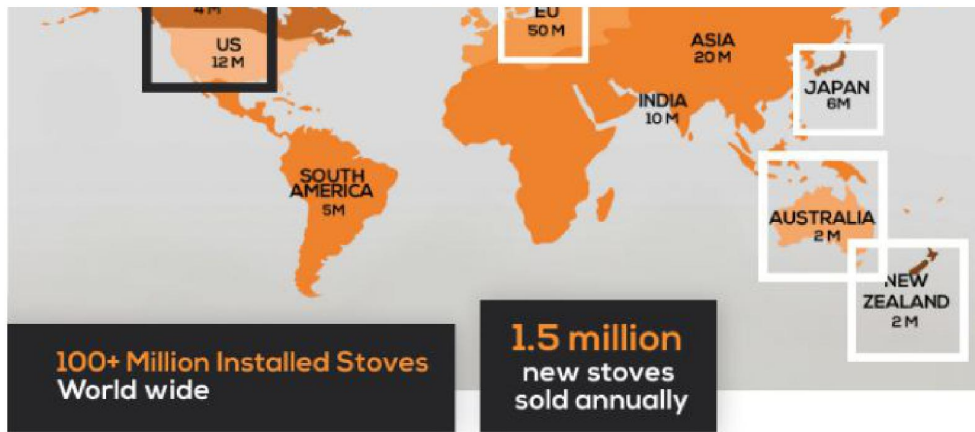 4 M
US
12 M
EU
50 M
ASIA
20 M
JAPAN
6M
INDIA
10 M
SOUTH
AMERICA
5M
AUSTRALIA
2 M
NEW
ZEALAND
2 M
100+ Million Installed Stoves
World wide
1.5 million
new stoves
sold annually